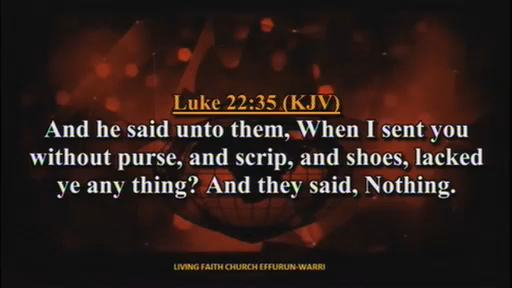 Luke 22:35 (KJV)
And he said unto them, When I sent you
without purse, and scrip, and shoes, lacked
ye any thing? And they said, Nothing.
LIVING FAITH CHURCH EFFURUN-WARRI